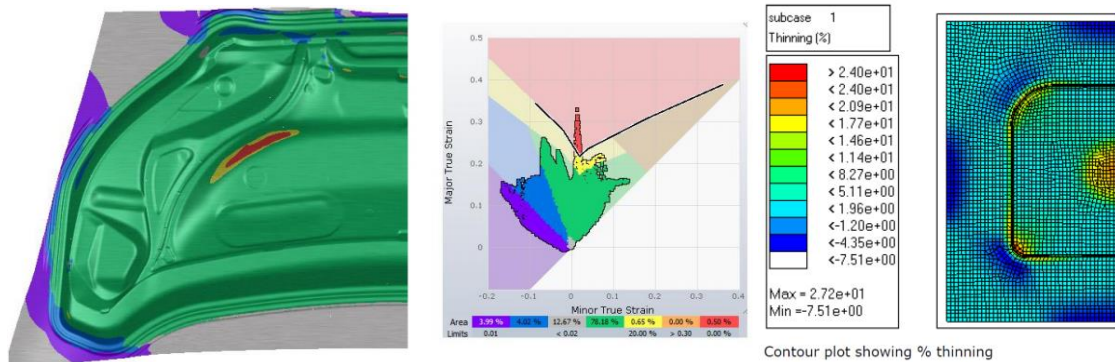 0.5
0.4
0.3
0.2
0.1
0
Major True Strain
-0.2 -0.1 0 0.1 0.2 0.3 0.4
Minor True Strain
Area 3.99 % 4.02 % 12.67 % 78.18 % 0.65 % 0.00 % 0.50 %
Limits 0.01 < 0.02 20.00 % > 0.30 0.00 %
subcase 1
Thinning (%)
> 2.40e+01
< 2.40e+01
< 2.09e+01
< 1.77e+01
< 1.46e+01
< 1.14e+01
< 8.27e+00
< 5.11e+00
< 1.96e+00
<-1.20e+00
<-4.35e+00
<-7.51e+00
Max = 2.72e+01
Min =-7.51e+00
Contour plot showing % thinning